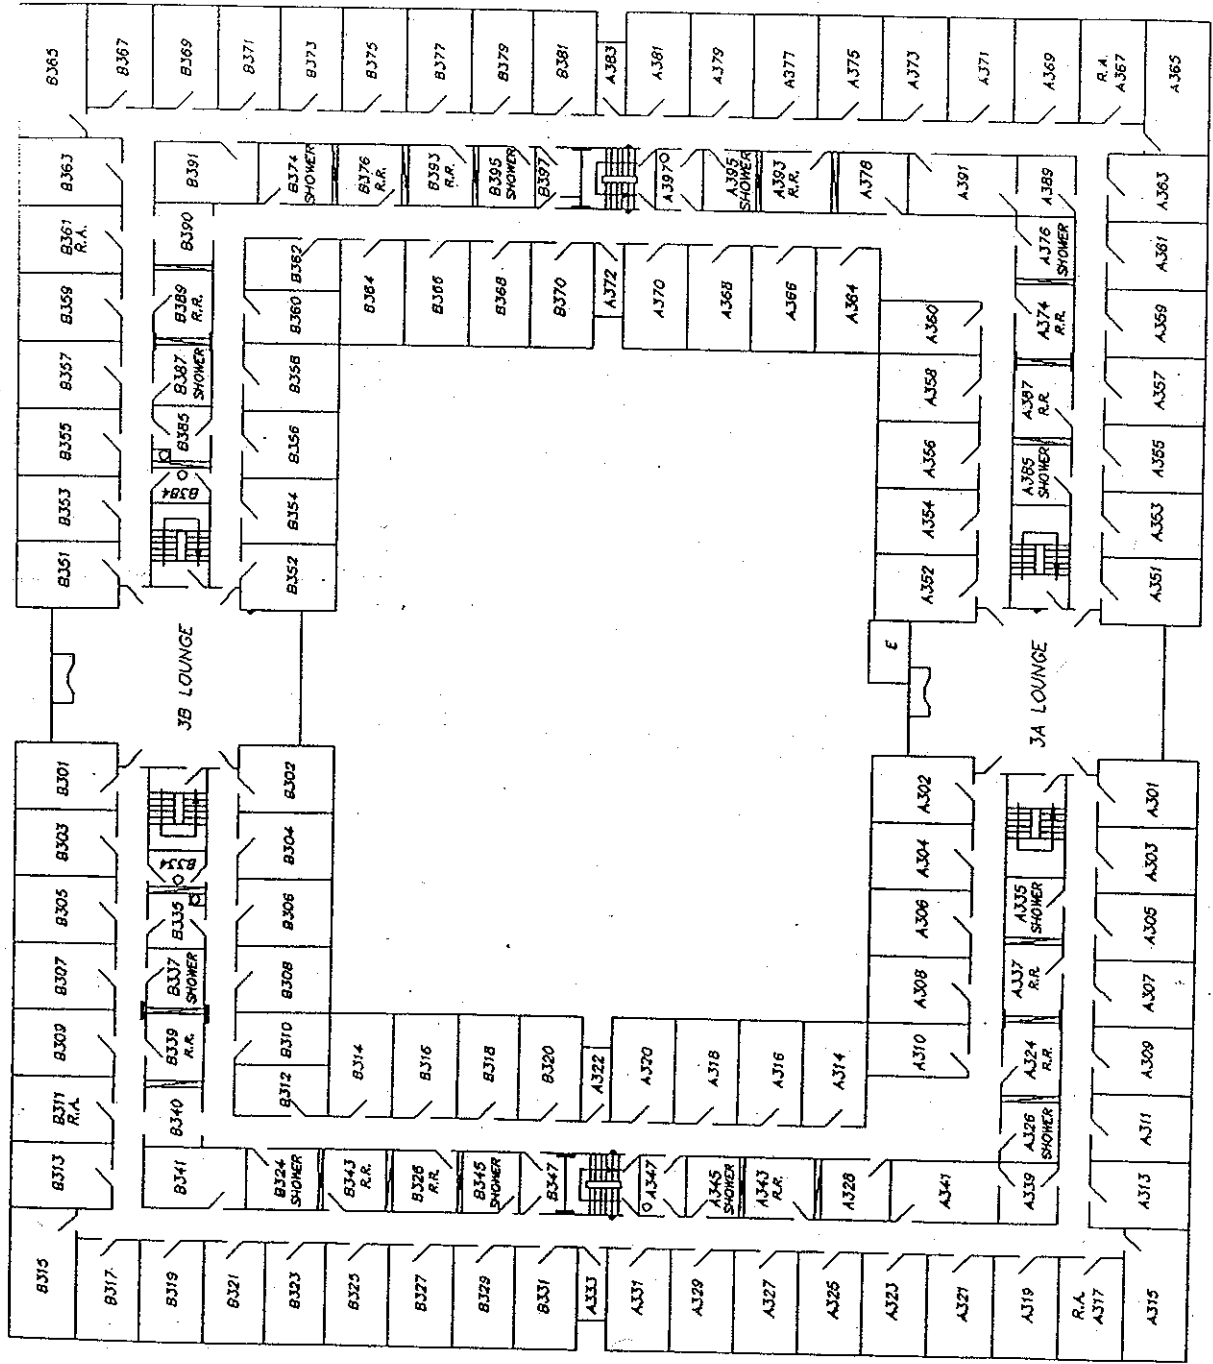 B365
B367
B369
B371
B373
B375
B377
B379
B381
A383
A381
A379
A377
A375
A373
A371
A369
R.A.
A367
A365
B363
B391
B374
SHOWER
B376
R.R.
B393
R.R.
B395
SHOWER
B397
A397
A395
SHOWER
A393
R.R.
A378
A391
A389
A363
B361
R.A.
B390
B362
B364
B366
B368
B370
A372
A370
A368
A366
A364
A376
SHOWER
A361
B359
B389
R.R.
B360
A360
A374
R.R.
A359
B357
B387
SHOWER
B358
A358
A387
R.R.
A357
B355
B385
B356
A356
A385
SHOWER
A355
B353
B384
B354
A354
A353
B351
B352
A352
A351
3B LOUNGE
E
3A LOUNGE
B301
B302
A302
A301
B303
B334
B304
A304
A303
B305
B335
B306
A306
A335
SHOWER
A305
B307
B337
SHOWER
B308
A308
A337
R.R.
A307
B309
B339
R.R.
B310
A310
A324
R.R.
A309
B311
R.A.
B340
B312
B314
B316
B318
B320
A322
A320
A318
A316
A314
A326
SHOWER
A311
B313
B341
B324
SHOWER
B343
R.R.
B326
R.R.
B345
SHOWER
B347
A347
A345
SHOWER
A343
R.R.
A328
A341
A339
A313
B315
B317
B319
B321
B323
B325
B327
B329
B331
A333
A331
A329
A327
A325
A323
A321
A319
R.A.
A317
A315